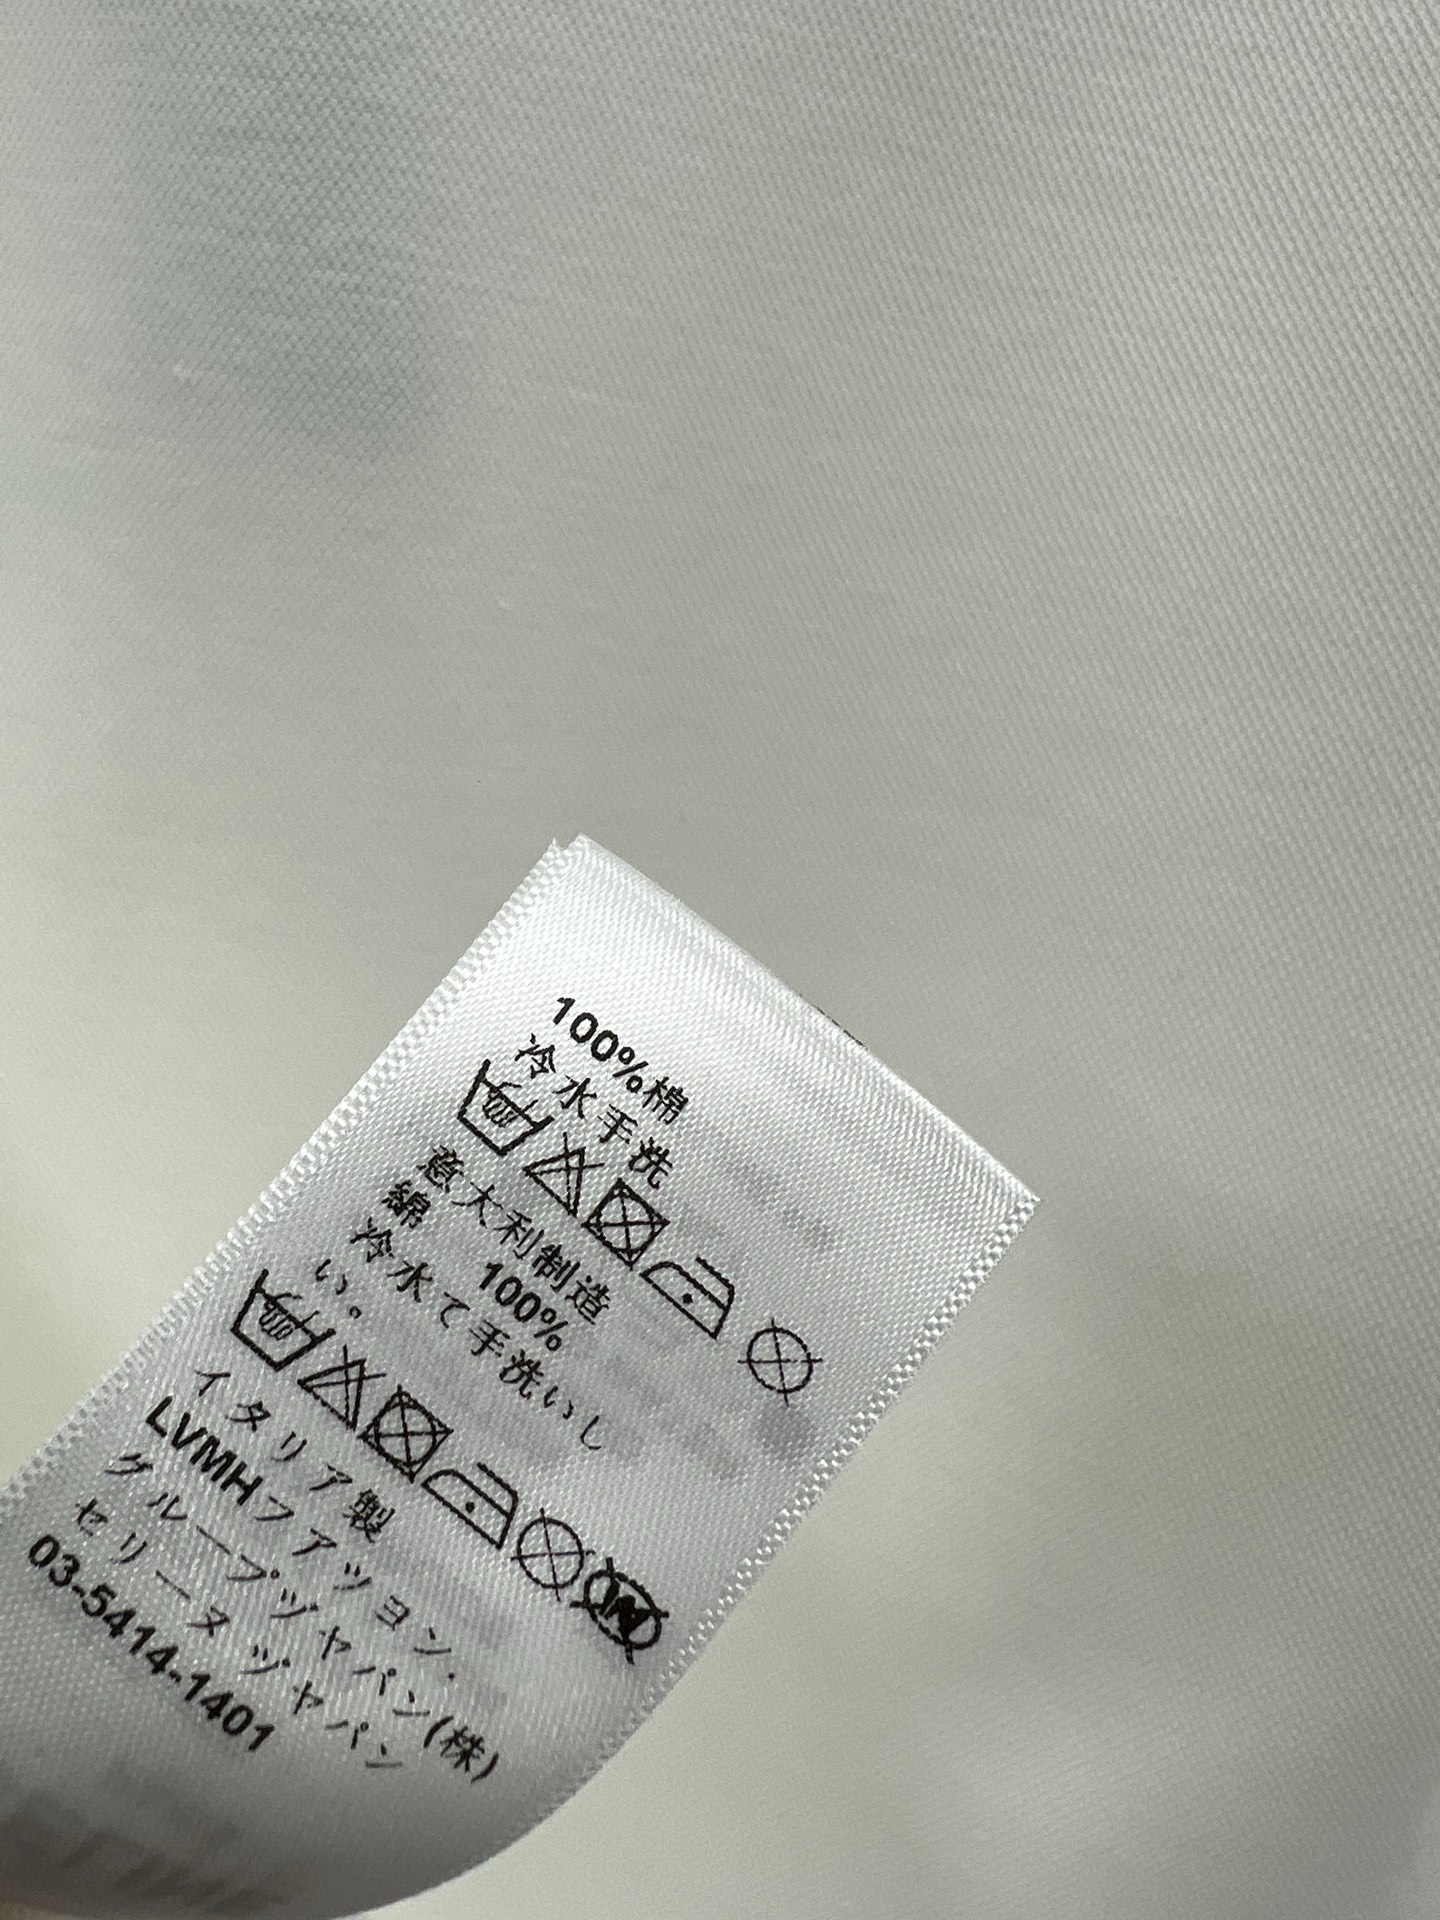 100%棉
冷水手洗
意大利制造
綿 100%
冷水て手洗いし
い。
イタリア製
LVMHファッション.
グループジャパン(株)
セリーヌ ジャパン
03-5414-1401